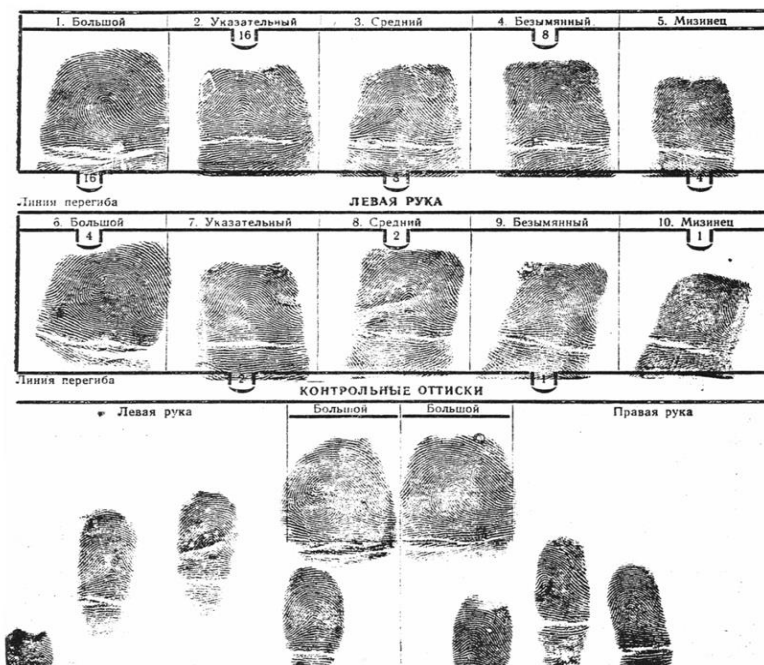 1. Большой 2. Указательный 3. Средний 4. Безымянный 5. Мизинец
16 8
16 8 4
Линия перегиба ЛЕВАЯ РУКА
6. Большой 7. Указательный 8. Средний 9. Безымянный 10. Мизинец
4 2 1
2 1
Линия перегиба
КОНТРОЛЬНЫЕ ОТТИСКИ
Левая рука Большой Большой Правая рука